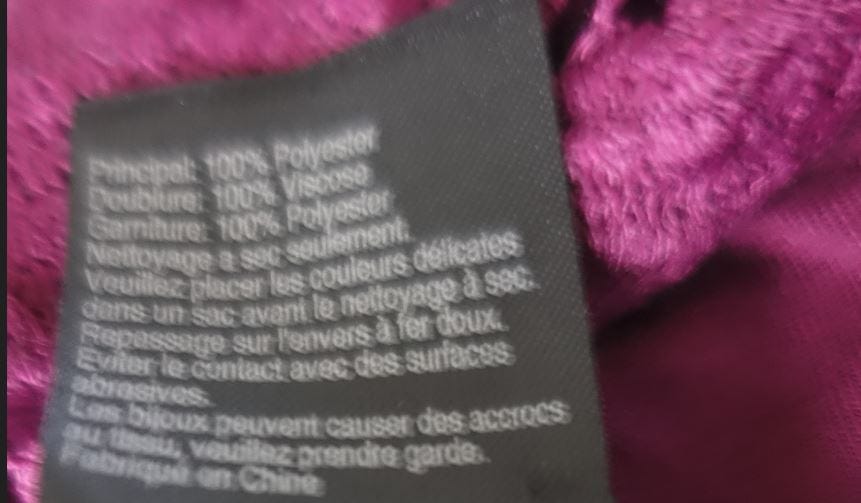 Principal: 100% Polyester
Doublure: 100% Viscose
Garniture: 100% Polyester
Nettoyage a sec seulement.
Veuillez placer les couleurs délicates
dans un sac avant le nettoyage à sec.
Repassage sur l'envers à fer doux.
Eviter le contact avec des surfaces
abrasives.
Les bijoux peuvent causer des accrocs
au tissu, veuillez prendre garde.
Fabriqué en Chine